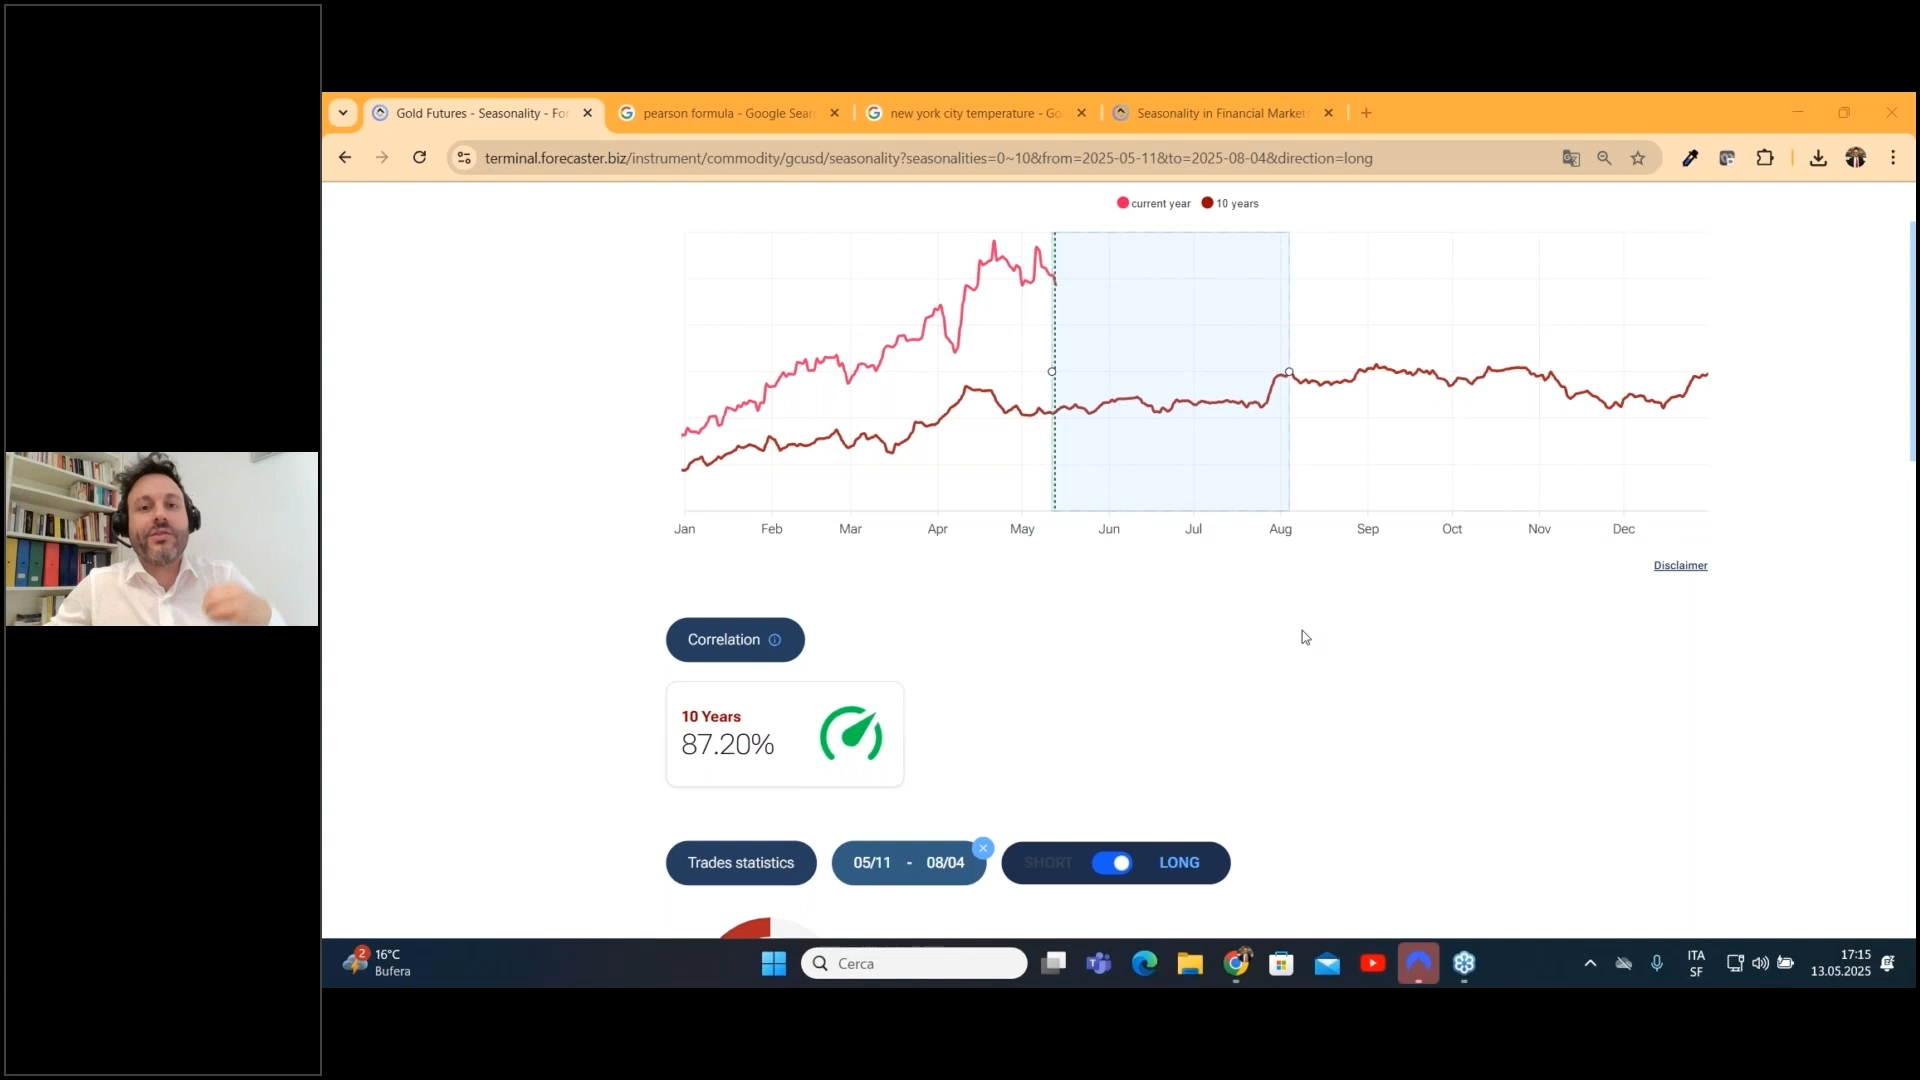 Gold Futures - Seasonality - For
pearson formula - Google Sear
new york city temperature - Go
Seasonality in Financial Markets
terminal.forecaster.biz/instrument/commodity/gcusd/seasonality?seasonalities=0~10&from=2025-05-11&to=2025-08-04&direction=long
current year
10 years
Jan Feb Mar Apr May Jun Jul Aug Sep Oct Nov Dec
Disclaimer
Correlation
10 Years
87.20%
Trades statistics
05/11 - 08/04
SHORT LONG
2
16°C
Bufera
Cerca
ITA
SF
17:15
13.05.2025